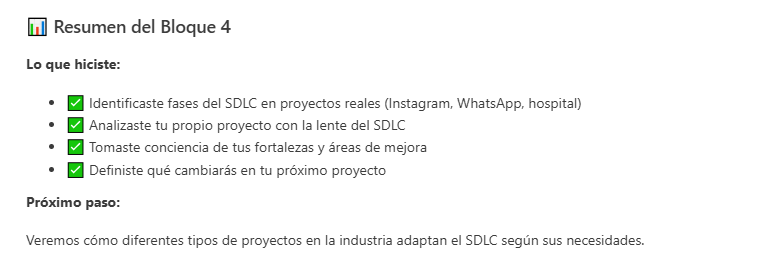 📊 Resumen del Bloque 4
Lo que hiciste:
• ✅ Identificaste fases del SDLC en proyectos reales (Instagram, WhatsApp, hospital)
• ✅ Analizaste tu propio proyecto con la lente del SDLC
• ✅ Tomaste conciencia de tus fortalezas y áreas de mejora
• ✅ Definiste qué cambiarás en tu próximo proyecto
Próximo paso:
Veremos cómo diferentes tipos de proyectos en la industria adaptan el SDLC según sus necesidades.